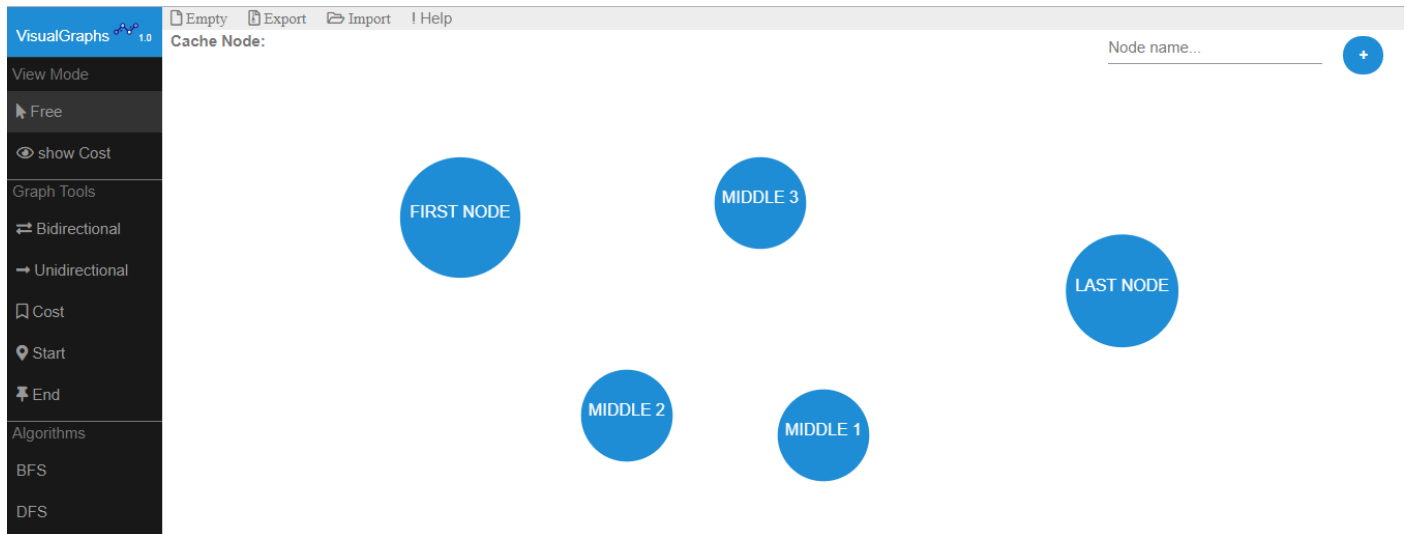 VisualGraphs 1.0
Empty Export Import ! Help
Cache Node:
Node name...
+
View Mode
Free
show Cost
Graph Tools
Bidirectional
Unidirectional
Cost
Start
End
Algorithms
BFS
DFS
FIRST NODE
MIDDLE 3
LAST NODE
MIDDLE 2
MIDDLE 1